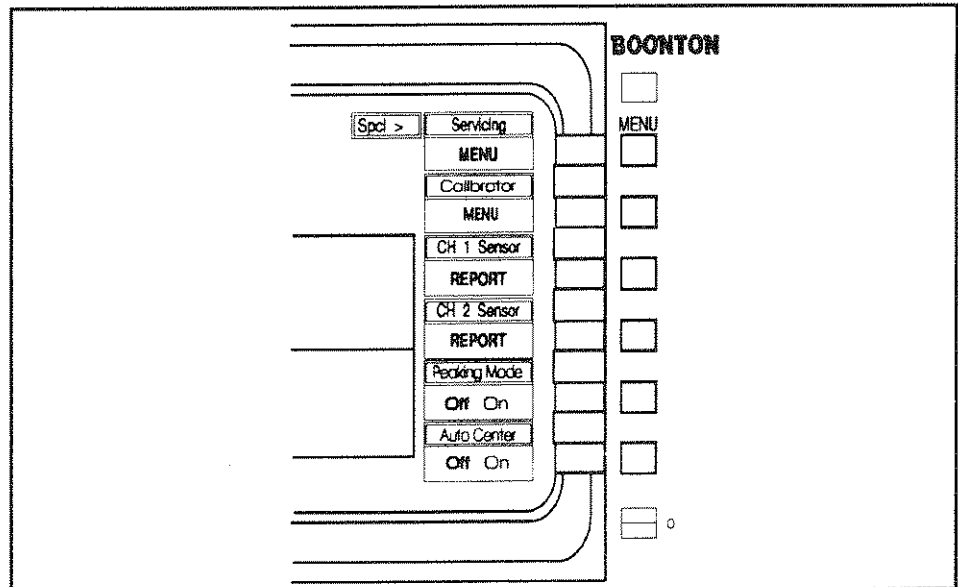 BOONTON
Spcl > Servicing
MENU
MENU
Calibrator
MENU
CH 1 Sensor
REPORT
CH 2 Sensor
REPORT
Peaking Mode
Off On
Auto Center
Off On
0